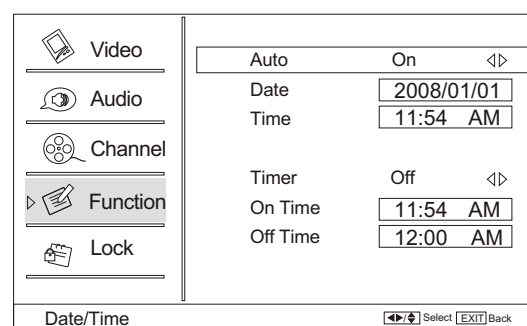 Video
Audio
Channel
Function
Lock
Auto On
Date 2008/01/01
Time 11:54 AM
Timer Off
On Time 11:54 AM
Off Time 12:00 AM
Date/Time
/ Select EXIT Back